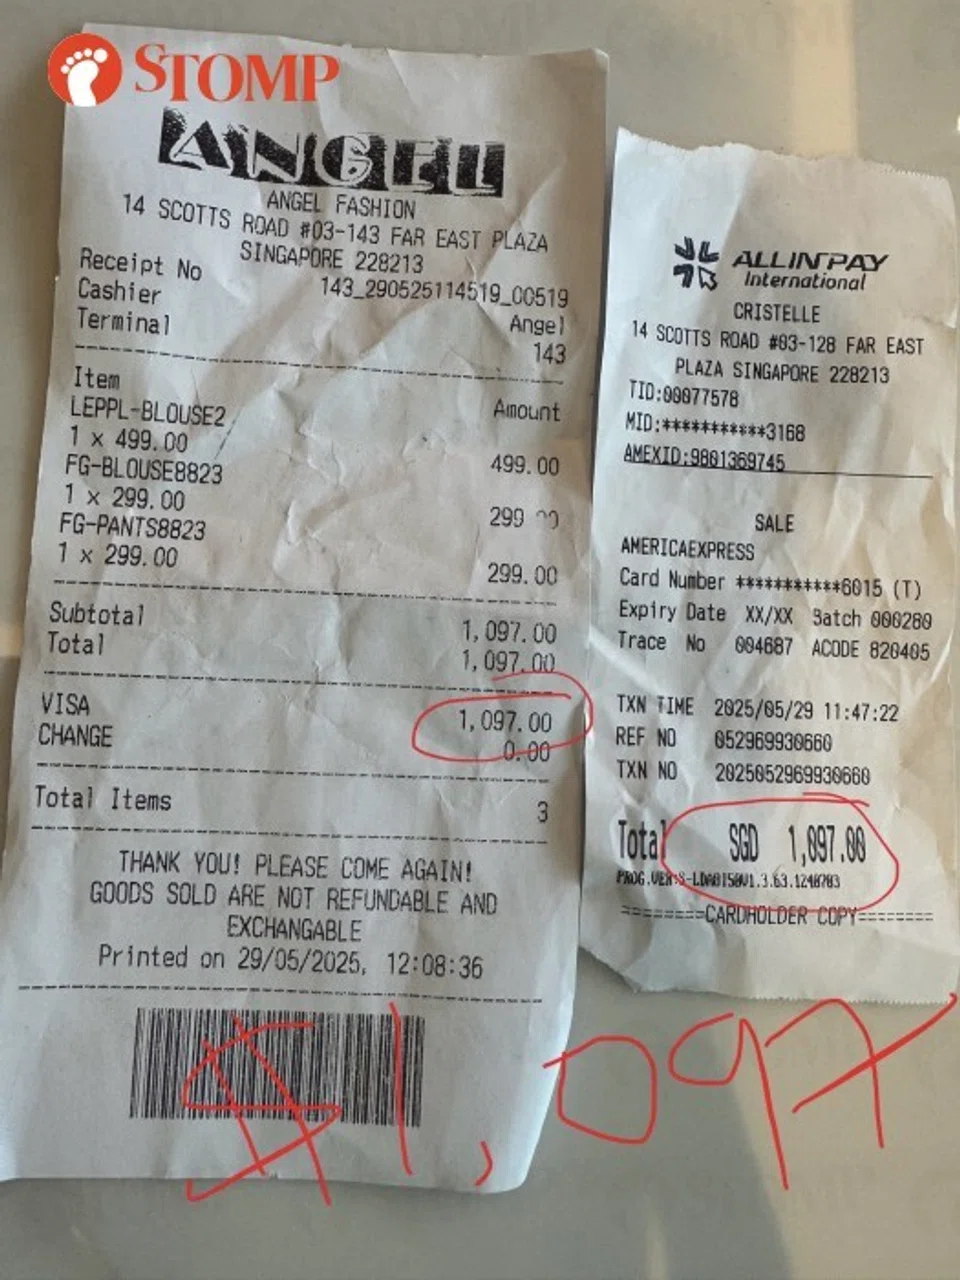 STOMP
ANGEL
ANGEL FASHION
14 SCOTTS ROAD #03-143 FAR EAST PLAZA
SINGAPORE 228213
Receipt No 143_290525114519_00519
Cashier Angel
Terminal 143
Item Amount
LEPPL-BLOUSE2
1 x 499.00 499.00
FG-BLOUSE8823
1 x 299.00 299
FG-PANTS8823
1 x 299.00 299.00
Subtotal 1,097.00
Total 1,097.00
VISA 1,097.00
CHANGE 0.00
Total Items 3
THANK YOU! PLEASE COME AGAIN!
GOODS SOLD ARE NOT REFUNDABLE AND
EXCHANGABLE
Printed on 29/05/2025, 12:08:36
ALLINPAY
International
CRISTELLE
14 SCOTTS ROAD #03-128 FAR EAST
PLAZA SINGAPORE 228213
TID:00077578
MID:***********3168
AMEXID:9801369745
SALE
AMERICAEXPRESS
Card Number ***********6015 (T)
Expiry Date XX/XX Batch 000280
Trace No 004687 ACODE 820405
TXN TIME 2025/05/29 11:47:22
REF NO 052969930660
TXN NO 2025052969930660
Total SGD 1,097.00
========CARDHOLDER COPY========
$1,097